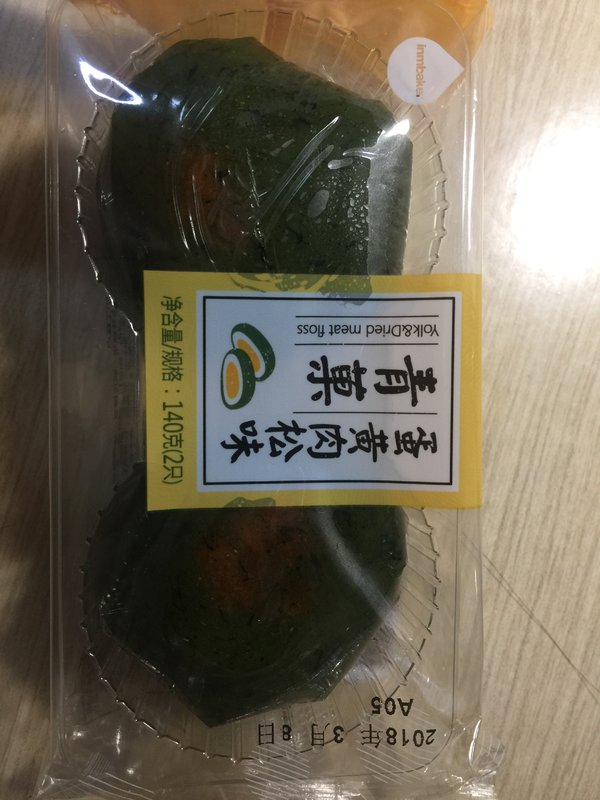 蛋黄肉松味
青菓
Yolk&Dried meat floss
净含量/规格：140克(2只)
2018年 3月 8日
A05